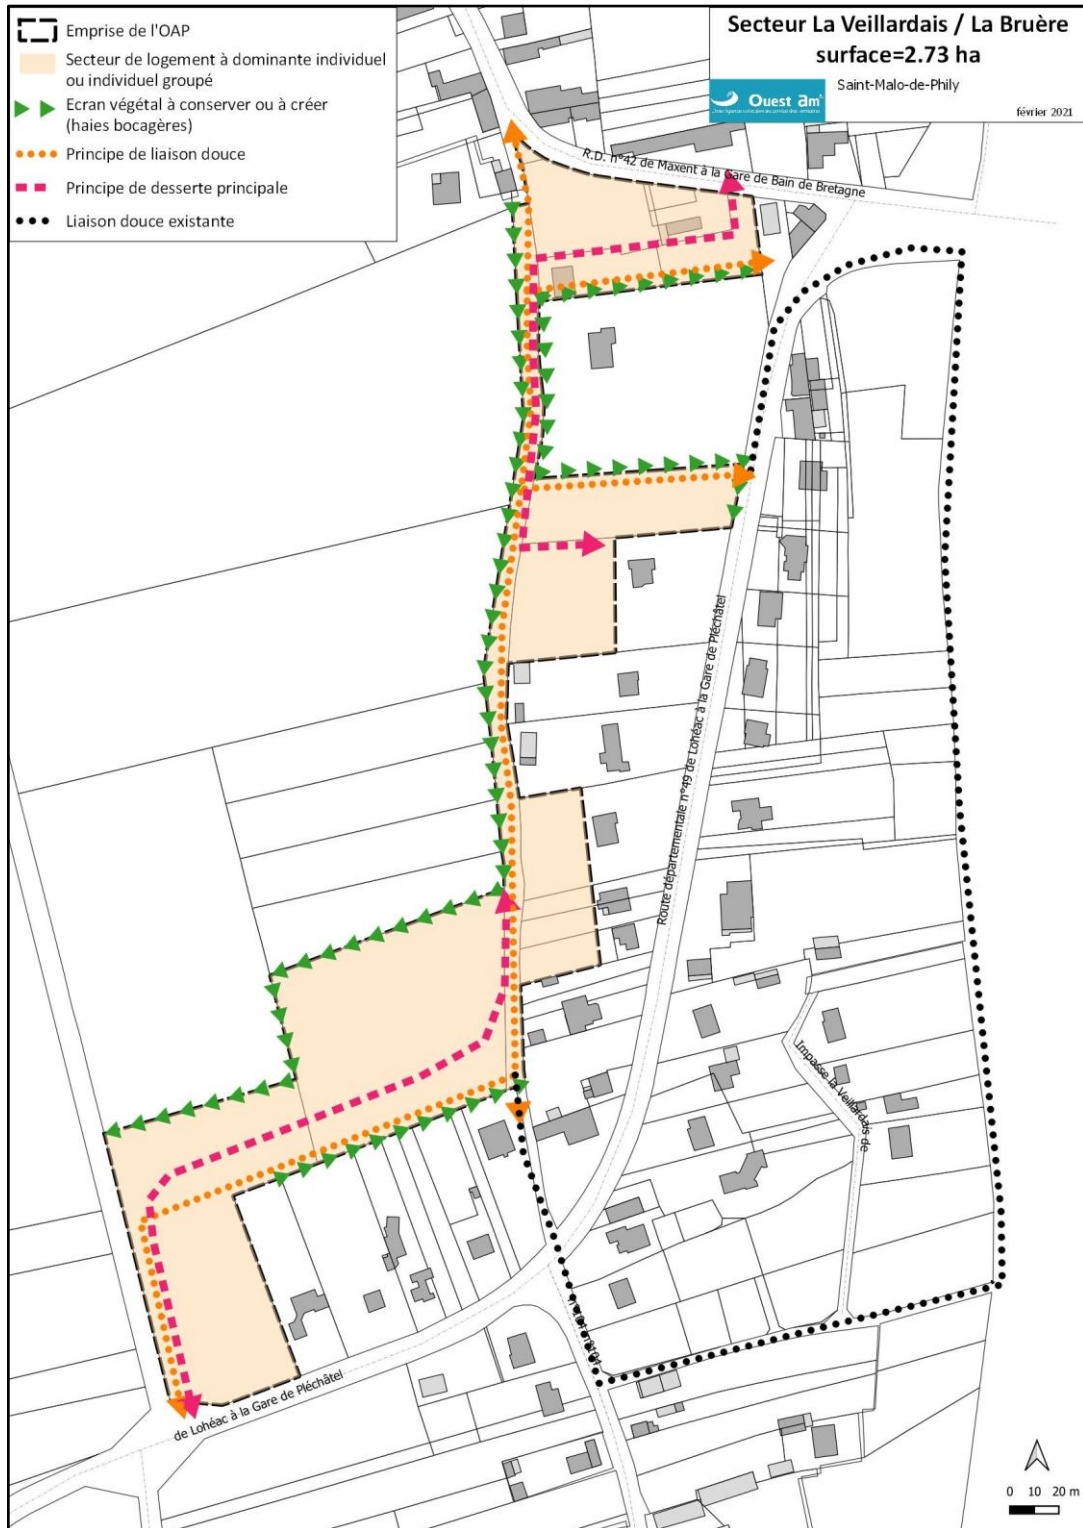 Emprise de l'OAP
Secteur de logement à dominante individuel
ou individuel groupé
Ecran végétal à conserver ou à créer
(haies bocagères)
Principe de liaison douce
Principe de desserte principale
Liaison douce existante
Secteur La Veillardais / La Bruère
surface=2.73 ha
Saint-Malo-de-Phily
Ouest am'
février 2021
R.D. n°42 de Maxent à la Gare de Bain de Bretagne
Route départementale n°49 de Lohéac à la Gare de Pléchâtel
Impasse la Veillardais de
de Lohéac à la Gare de Pléchâtel
0 10 20 m